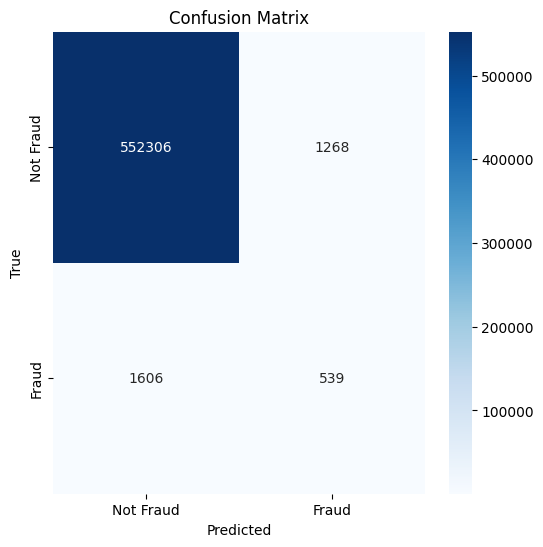 Confusion Matrix
True
Not Fraud
Fraud
552306 1268
1606 539
Not Fraud Fraud
Predicted
500000
400000
300000
200000
100000